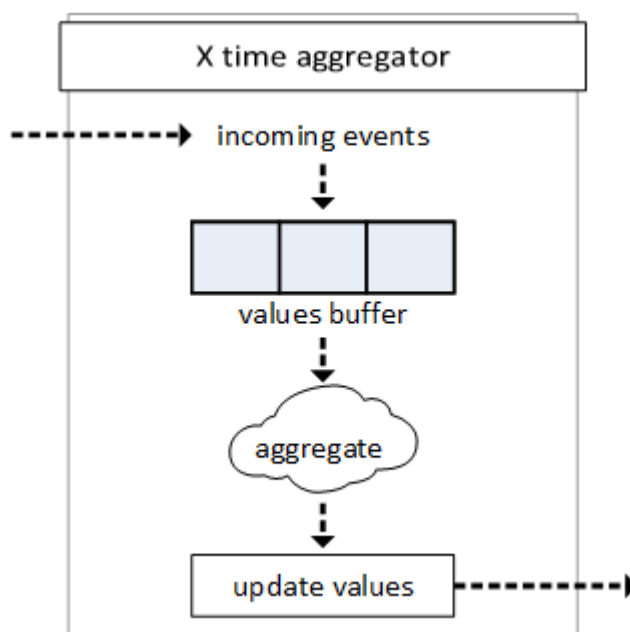 X time aggregator
incoming events
values buffer
aggregate
update values